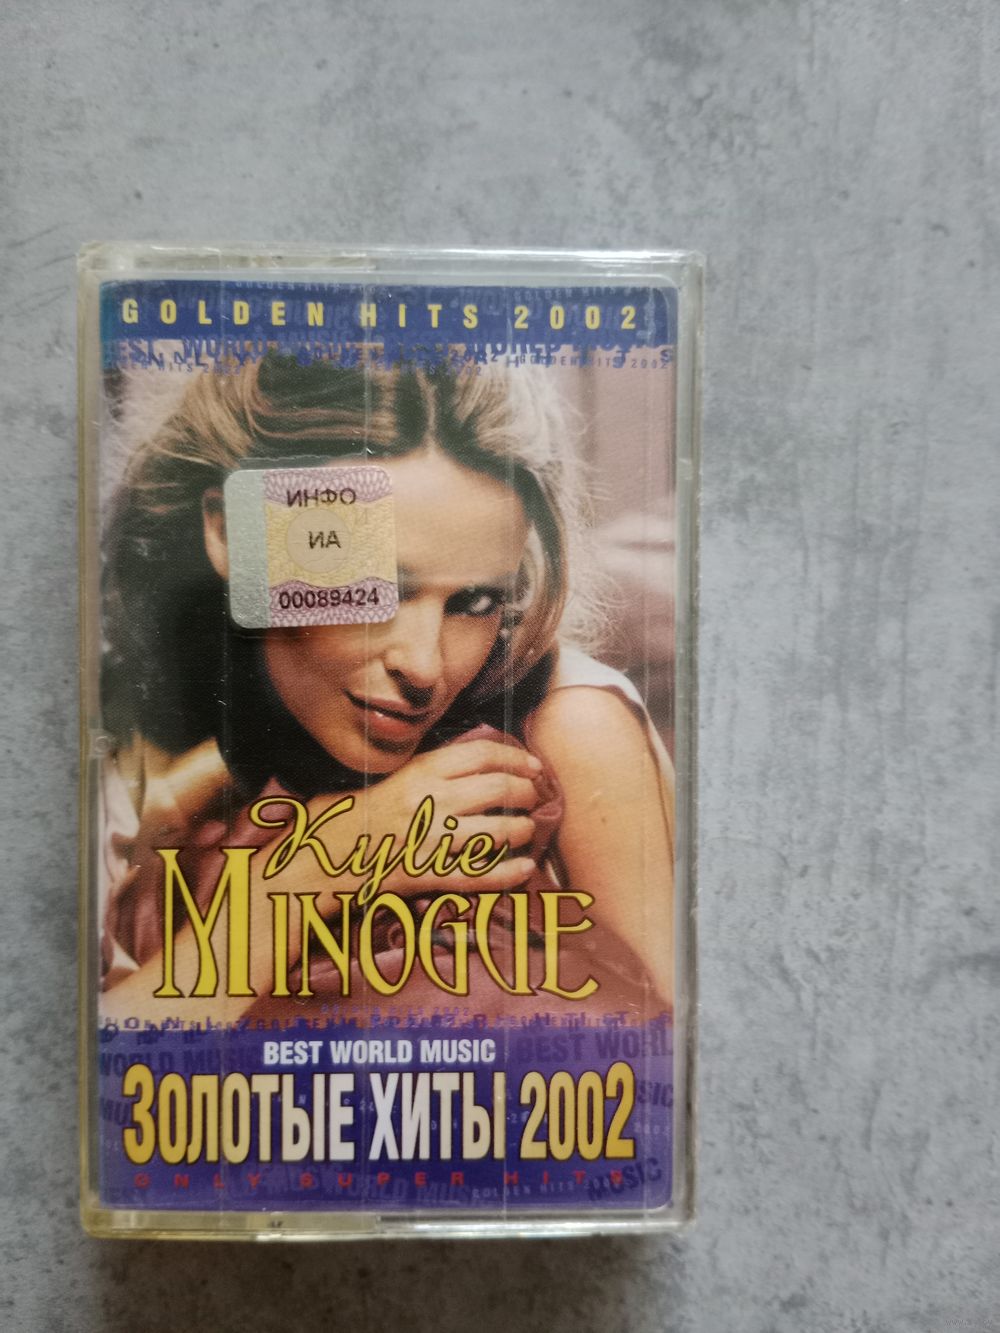 GOLDEN HITS 2002
ИНФО
ИА
00089424
Kylie
MINOGUE
BEST WORLD MUSIC
ЗОЛОТЫЕ ХИТЫ 2002
ONLY SUPER HITS